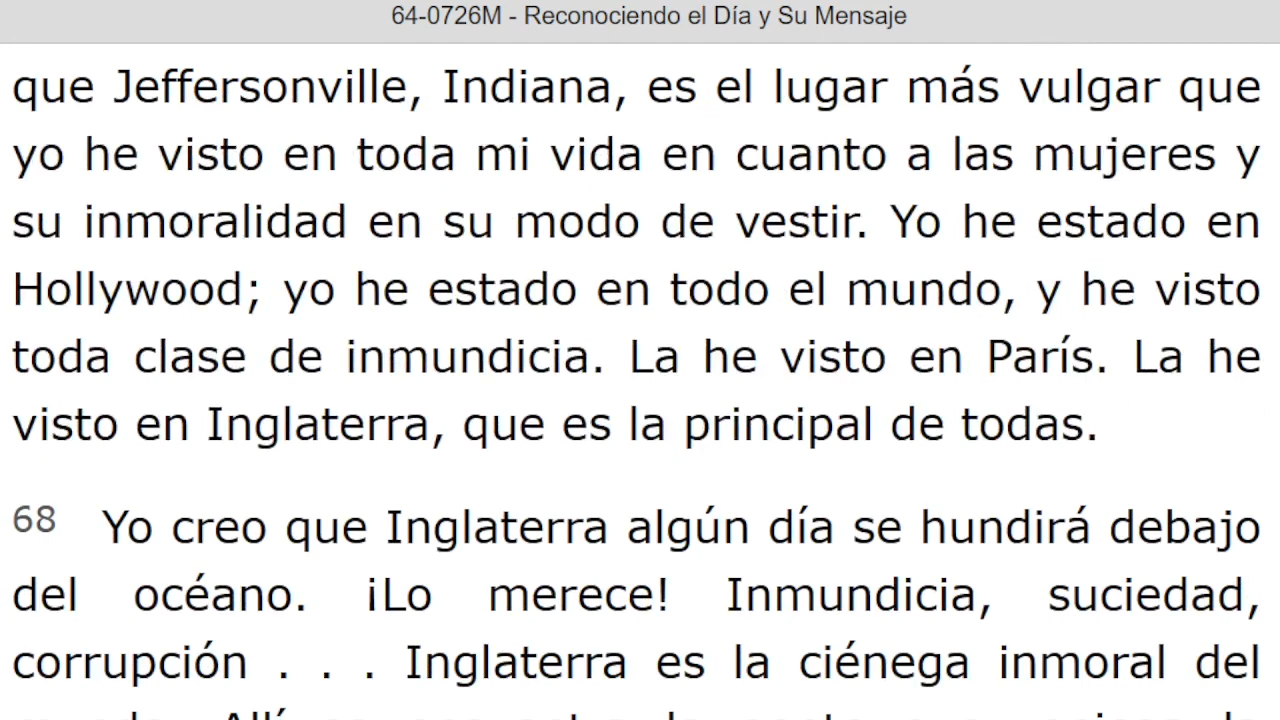 64-0726M - Reconociendo el Día y Su Mensaje
que Jeffersonville, Indiana, es el lugar más vulgar que
yo he visto en toda mi vida en cuanto a las mujeres y
su inmoralidad en su modo de vestir. Yo he estado en
Hollywood; yo he estado en todo el mundo, y he visto
toda clase de inmundicia. La he visto en París. La he
visto en Inglaterra, que es la principal de todas.
68 Yo creo que Inglaterra algún día se hundirá debajo
del océano. ¡Lo merece! Inmundicia, suciedad,
corrupción . . . Inglaterra es la ciénega inmoral del